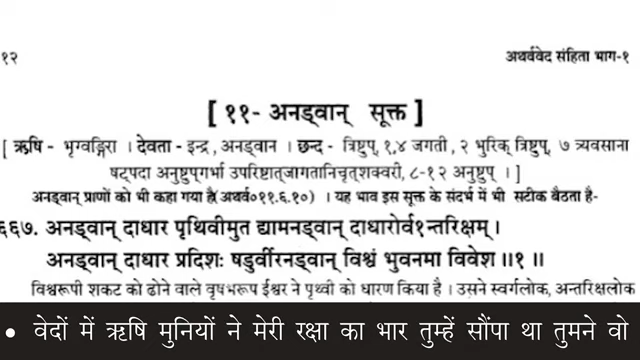 १२
अथर्ववेद संहिता भाग-१
[ ११- अनड्वान् सूक्त ]
[ ऋषि - भृग्वङ्गिरा । देवता - इन्द्र , अनड्वान । छन्द - त्रिष्टुप्, १,४ जगती , २ भुरिक् त्रिष्टुप्, ७ त्र्यवसाना
षट्पदा अनुष्टुप्गर्भा उपरिष्टात्जागतानिचृत्शक्वरी, ८-१२ अनुष्टुप् । ]
अनड्वान् प्राणों को भी कहा गया है(अथर्व०११.६.१०) । यह भाव इस सूक्त के संदर्भ में भी सटीक बैठता है-
६६७. अनड्वान् दाधार पृथिवीमुत द्यामनड्वान् दाधारोर्व१न्तरिक्षम् ।
अनड्वान् दाधार प्रदिशः षडुर्वीरनड्वान् विश्वं भुवनमा विवेश ॥१ ॥
विश्वरूपी शकट को ढोने वाले वृषभरूप ईश्वर ने पृथ्वी को धारण किया है । उसने स्वर्गलोक, अन्तरिक्षलोक
• वेदों में ऋषि मुनियों ने मेरी रक्षा का भार तुम्हें सौंपा था तुमने वो